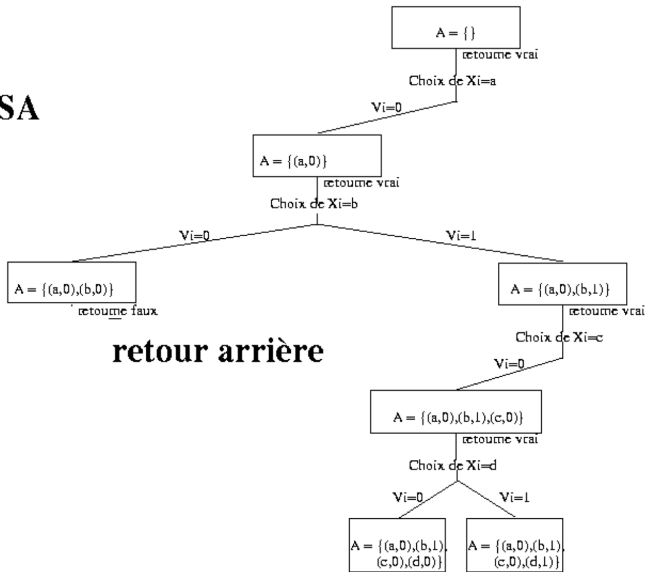 A = {}
retourne vrai
Choix de Xi=a
SA
Vi=0
A = {(a,0)}
retourne vrai
Choix de Xi=b
Vi=0
Vi=1
A = {(a,0),(b,0)}
A = {(a,0),(b,1)}
retourne faux
retourne vrai
Choix de Xi=c
retour arrière
Vi=0
A = {(a,0),(b,1),(c,0)}
retourne vrai
Choix de Xi=d
Vi=0
Vi=1
A = {(a,0),(b,1),
(c,0),(d,0)}
A = {(a,0),(b,1),
(c,0),(d,1)}